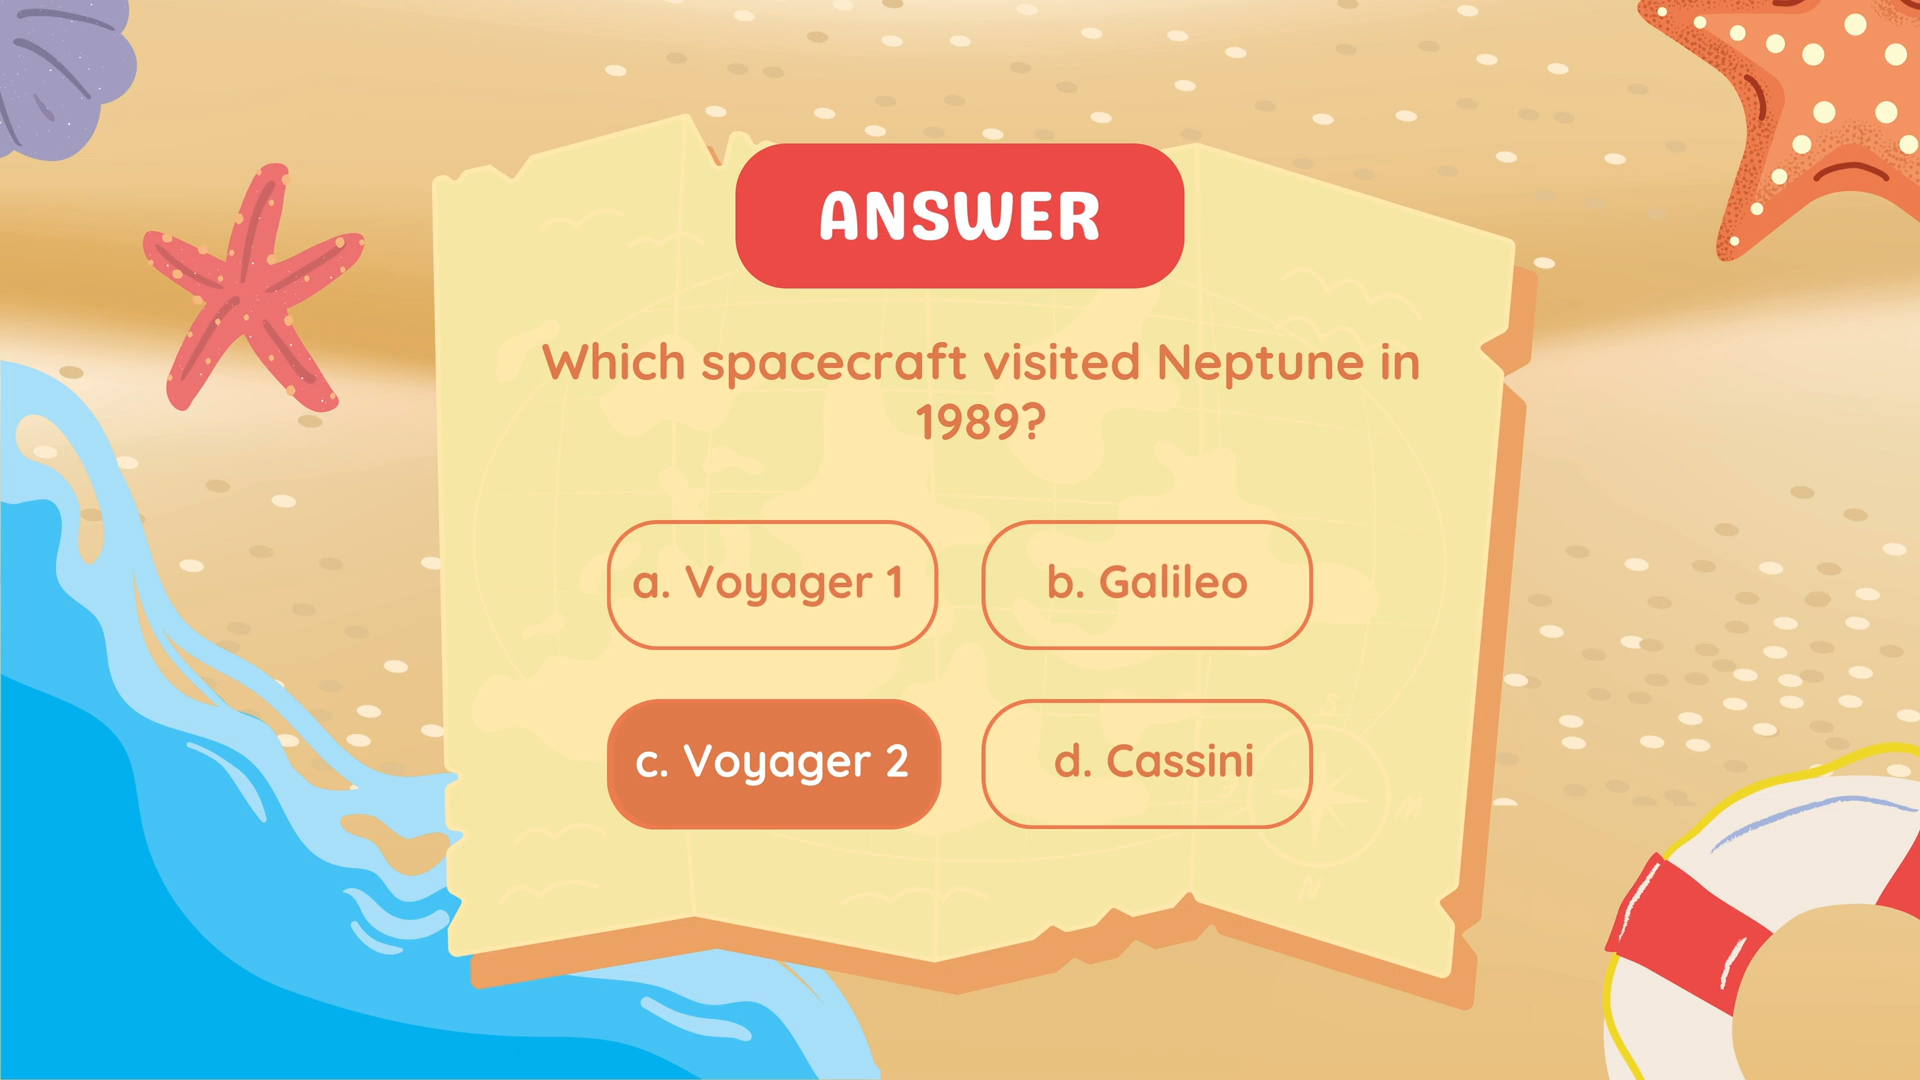 ANSWER
Which spacecraft visited Neptune in
1989?
a. Voyager 1
b. Galileo
c. Voyager 2
d. Cassini
S
M
N